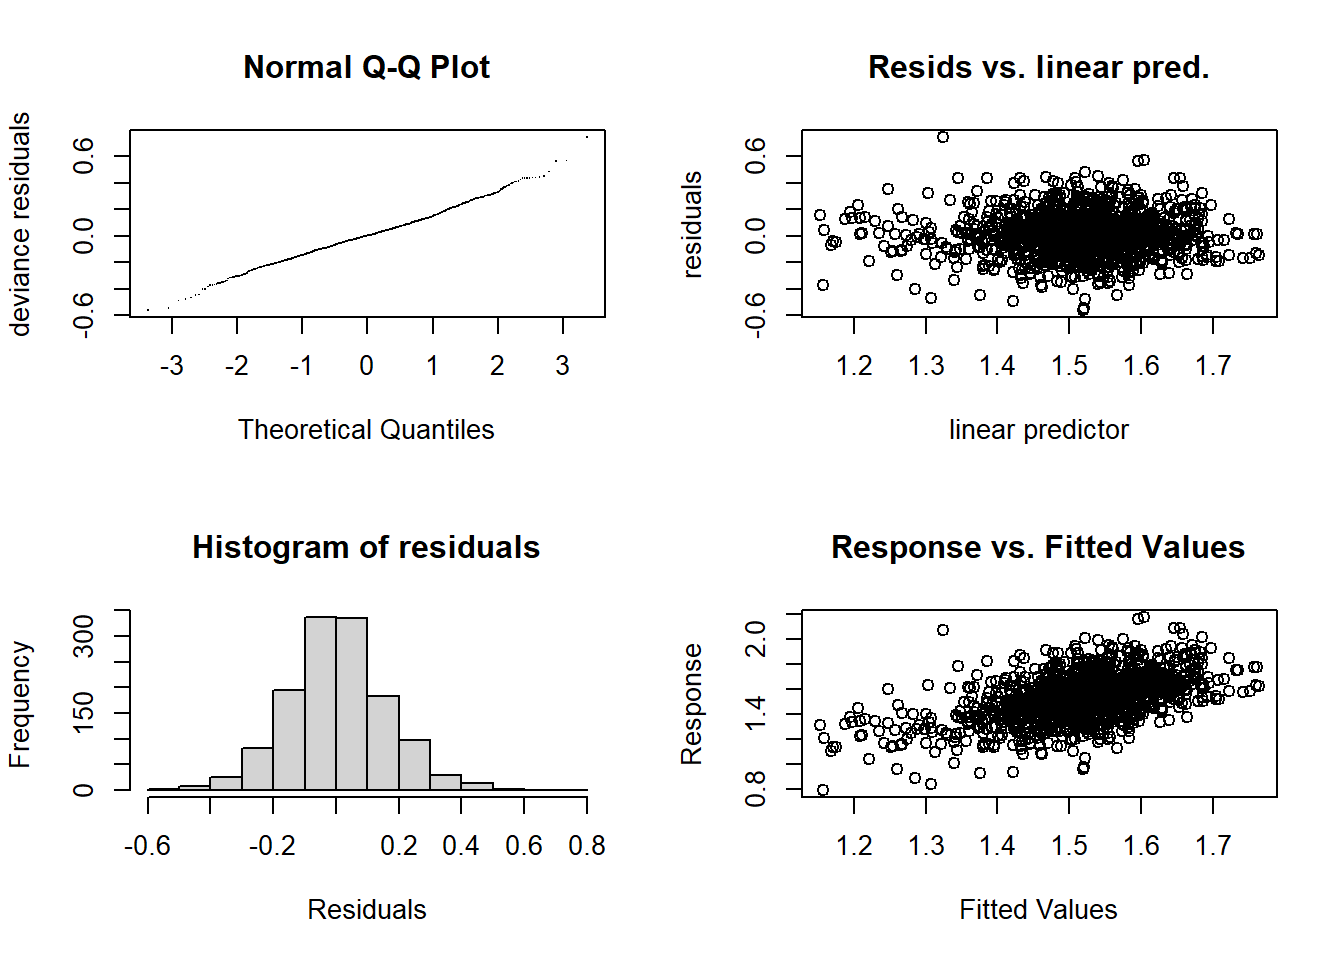 Normal Q-Q Plot
deviance residuals
-0.6 0.0 0.6
-3 -2 -1 0 1 2 3
Theoretical Quantiles
Resids vs. linear pred.
residuals
-0.6 0.0 0.6
1.2 1.3 1.4 1.5 1.6 1.7
linear predictor
Histogram of residuals
Frequency
0 150 300
-0.6 -0.2 0.2 0.4 0.6 0.8
Residuals
Response vs. Fitted Values
Response
0.8 1.4 2.0
1.2 1.3 1.4 1.5 1.6 1.7
Fitted Values